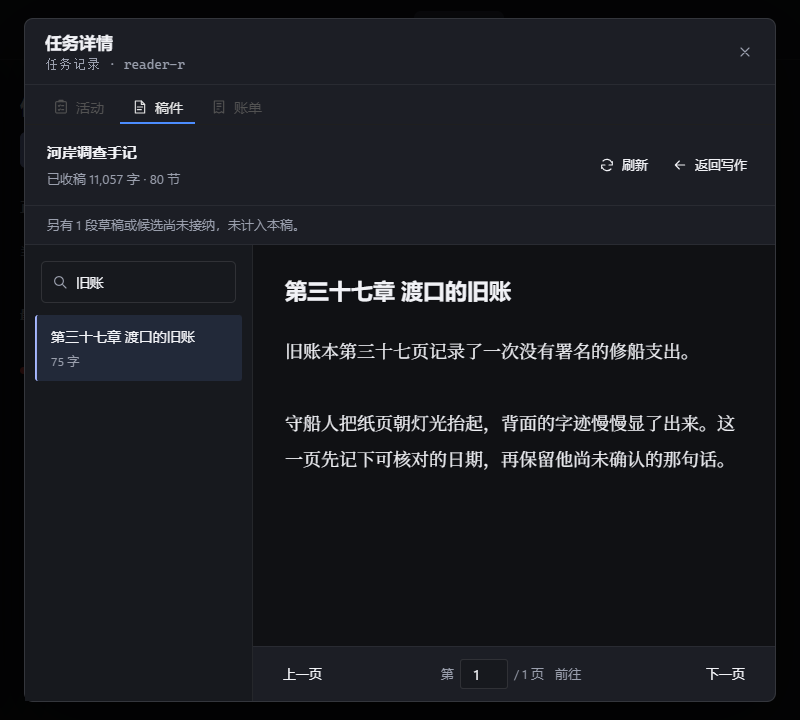 任务详情
任务记录 · reader-r
活动 稿件 账单
河岸调查手记
已收稿 11,057 字 · 80 节
刷新 返回写作
另有 1 段草稿或候选尚未接纳，未计入本稿。
旧账
第三十七章 渡口的旧账
75 字
第三十七章 渡口的旧账
旧账本第三十七页记录了一次没有署名的修船支出。
守船人把纸页朝灯光抬起，背面的字迹慢慢显了出来。这
一页先记下可核对的日期，再保留他尚未确认的那句话。
上一页 第 1 / 1 页 前往 下一页